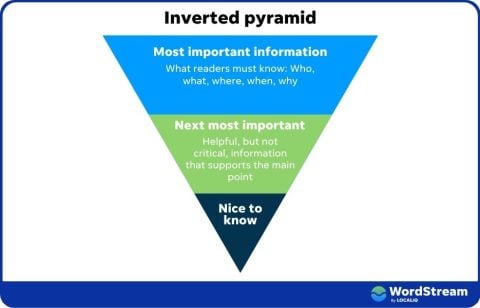 Inverted pyramid
Most important information
What readers must know: Who,
what, where, when, why
Next most important
Helpful, but not
critical, information
that supports the main
point
Nice to
know
WordStream
By LOCALiQ